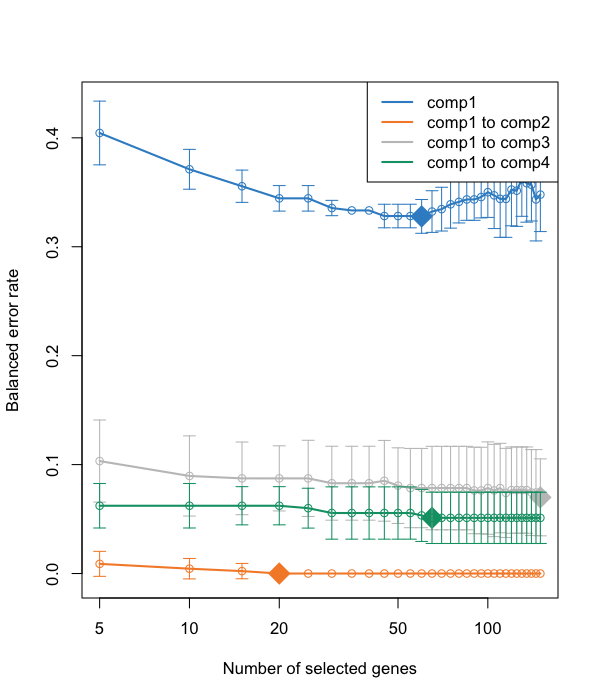 comp1
comp1 to comp2
comp1 to comp3
comp1 to comp4
0.4
0.3
0.2
0.1
0.0
Balanced error rate
5 10 20 50 100
Number of selected genes